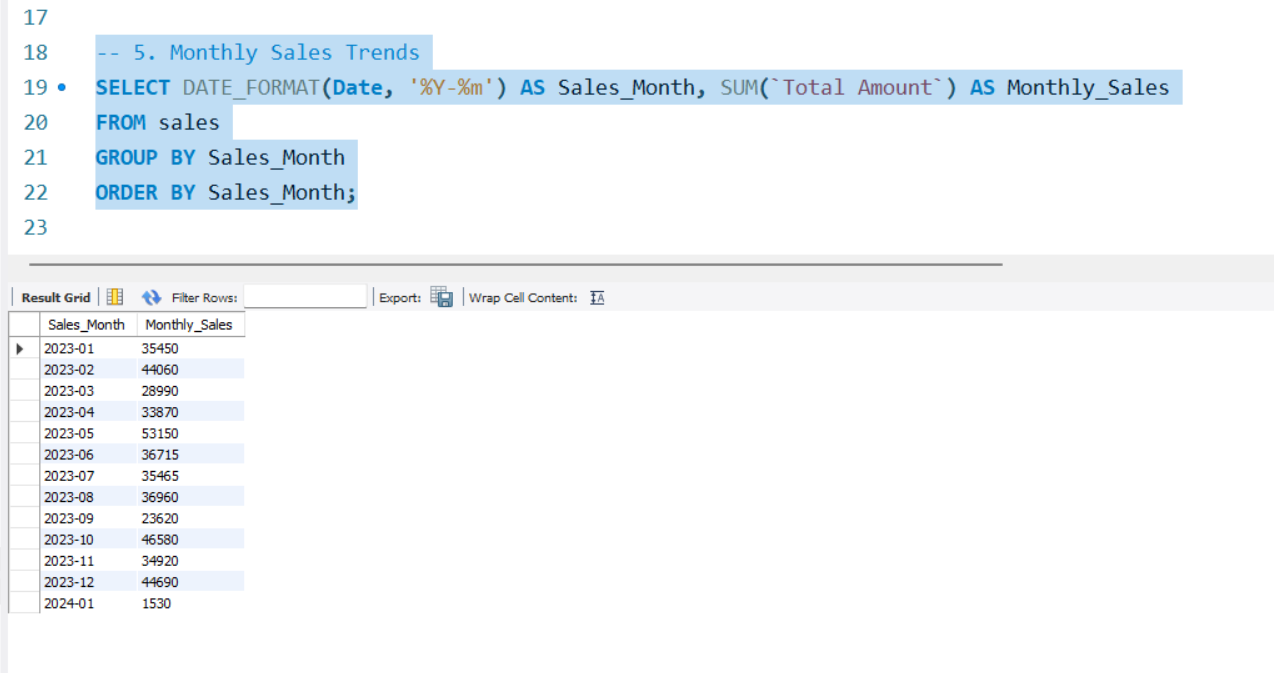 17
18 -- 5. Monthly Sales Trends
19 SELECT DATE_FORMAT(Date, '%Y-%m') AS Sales_Month, SUM(`Total Amount`) AS Monthly_Sales
20 FROM sales
21 GROUP BY Sales_Month
22 ORDER BY Sales_Month;
23
Result Grid Filter Rows: Export: Wrap Cell Content: IA
Sales_Month Monthly_Sales
2023-01 35450
2023-02 44060
2023-03 28990
2023-04 33870
2023-05 53150
2023-06 36715
2023-07 35465
2023-08 36960
2023-09 23620
2023-10 46580
2023-11 34920
2023-12 44690
2024-01 1530